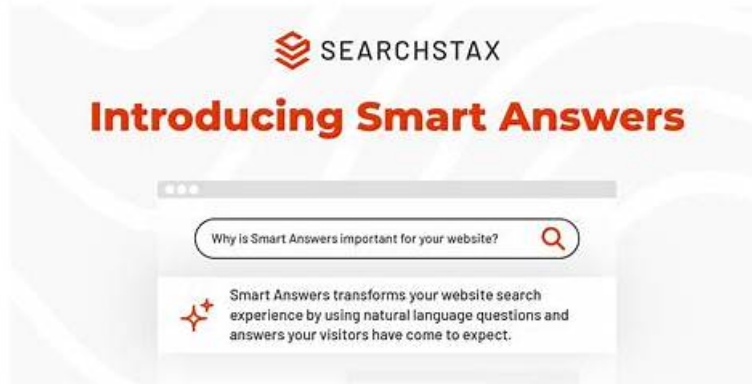 SEARCHSTAX
Introducing Smart Answers
Why is Smart Answers important for your website?
Smart Answers transforms your website search
experience by using natural language questions and
answers your visitors have come to expect.